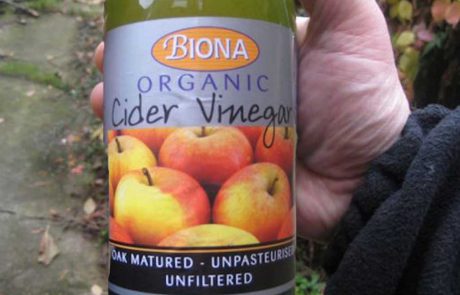 BIONA
ORGANIC
Cider Vinegar
OAK MATURED - UNPASTEURISED
UNFILTERED